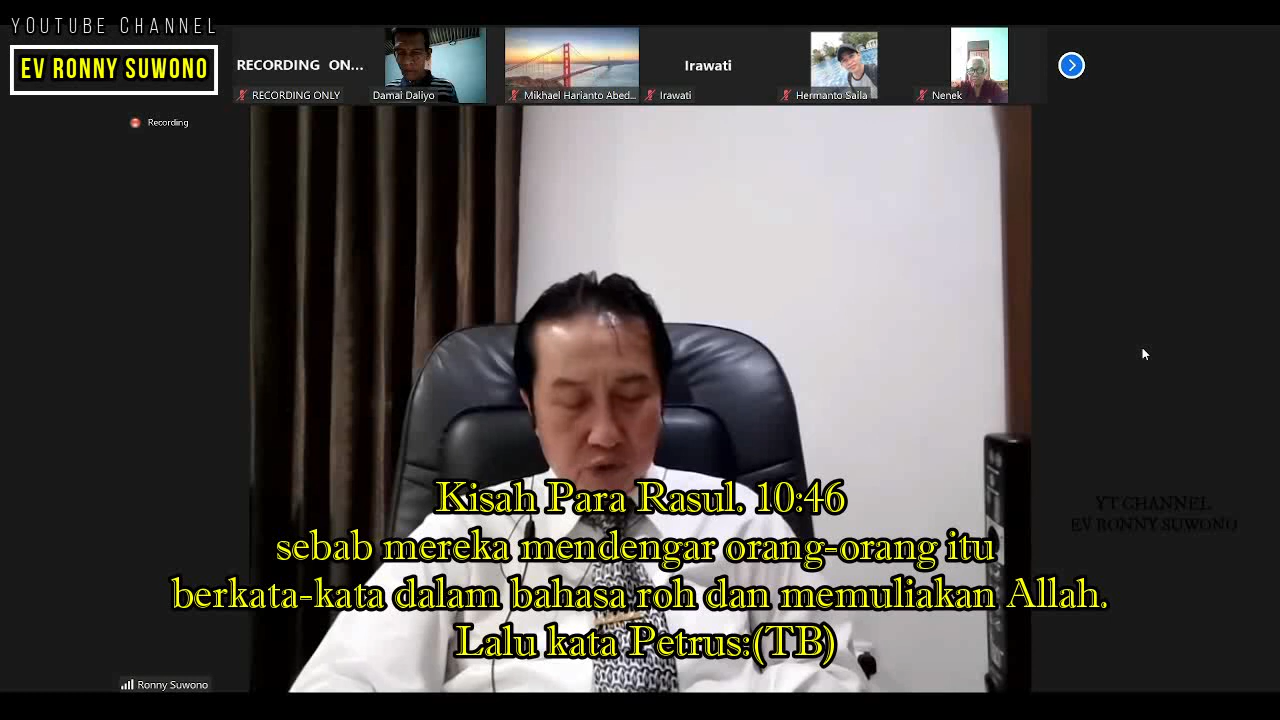 YOUTUBE CHANNEL
EV RONNY SUWONO
RECORDING ON...
Irawati
RECORDING ONLY
Damai Daliyo
Mikhael Harianto Abed...
Irawati
Hermanto Saila
Nenek
Recording
YT CHANNEL
EV RONNY SUWONO
Kisah Para Rasul. 10:46
sebab mereka mendengar orang-orang itu
berkata-kata dalam bahasa roh dan memuliakan Allah.
Lalu kata Petrus:(TB)
Ronny Suwono